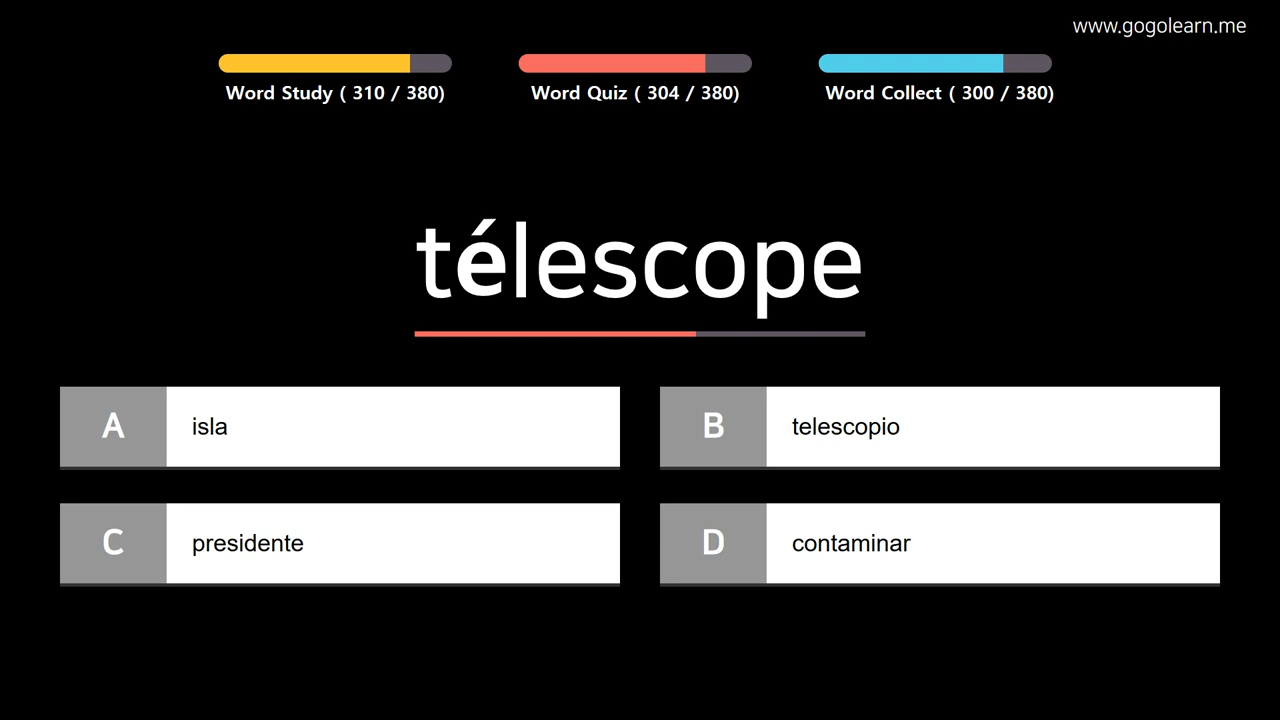 www.gogolearn.me
Word Study ( 310 / 380)
Word Quiz ( 304 / 380)
Word Collect ( 300 / 380)
télescope
A isla
B telescopio
C presidente
D contaminar